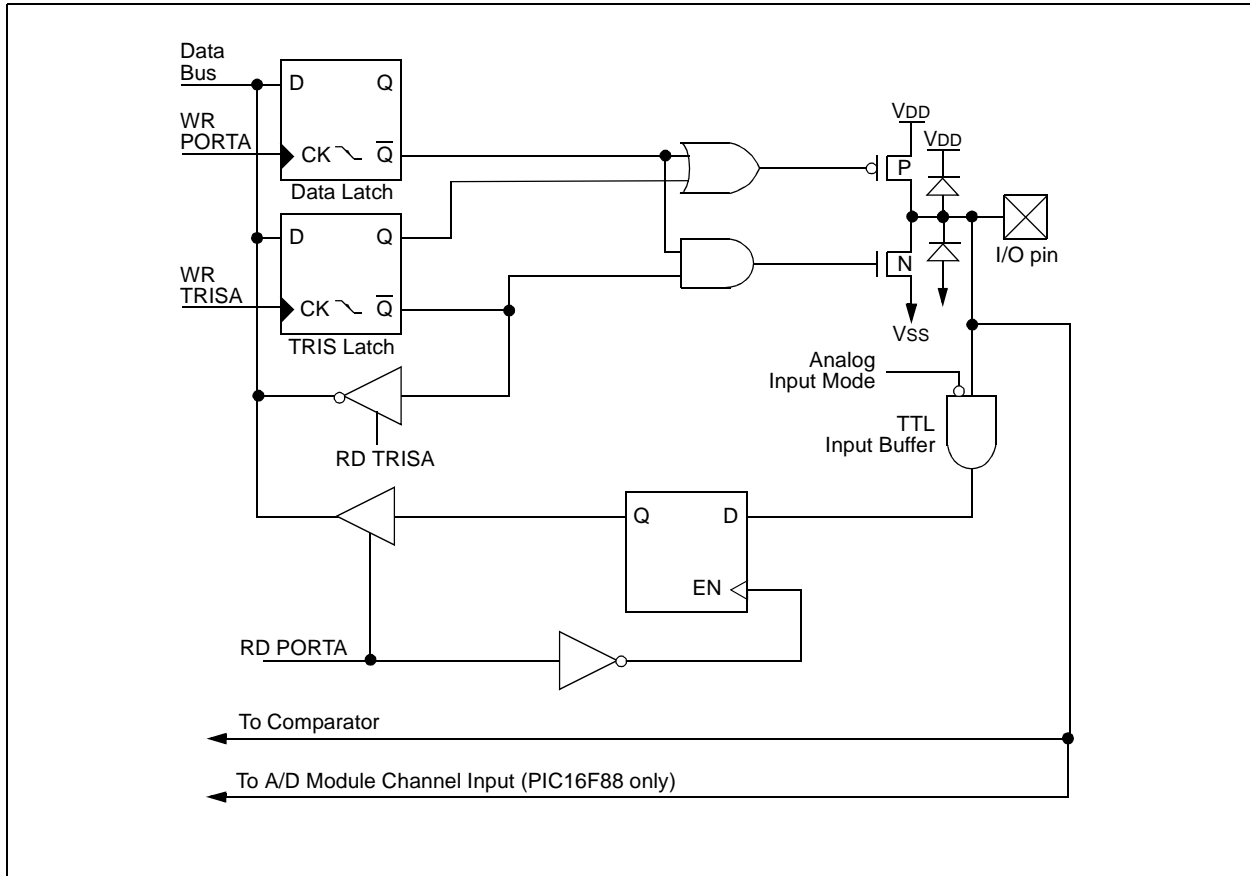 Data
Bus
D
Q
VDD
WR
PORTA
VDD
CK
Q̅
P
Data Latch
D
Q
I/O pin
N
WR
TRISA
CK
Q̅
VSS
TRIS Latch
Analog
Input Mode
TTL
Input Buffer
RD TRISA
Q
D
EN
RD PORTA
To Comparator
To A/D Module Channel Input (PIC16F88 only)